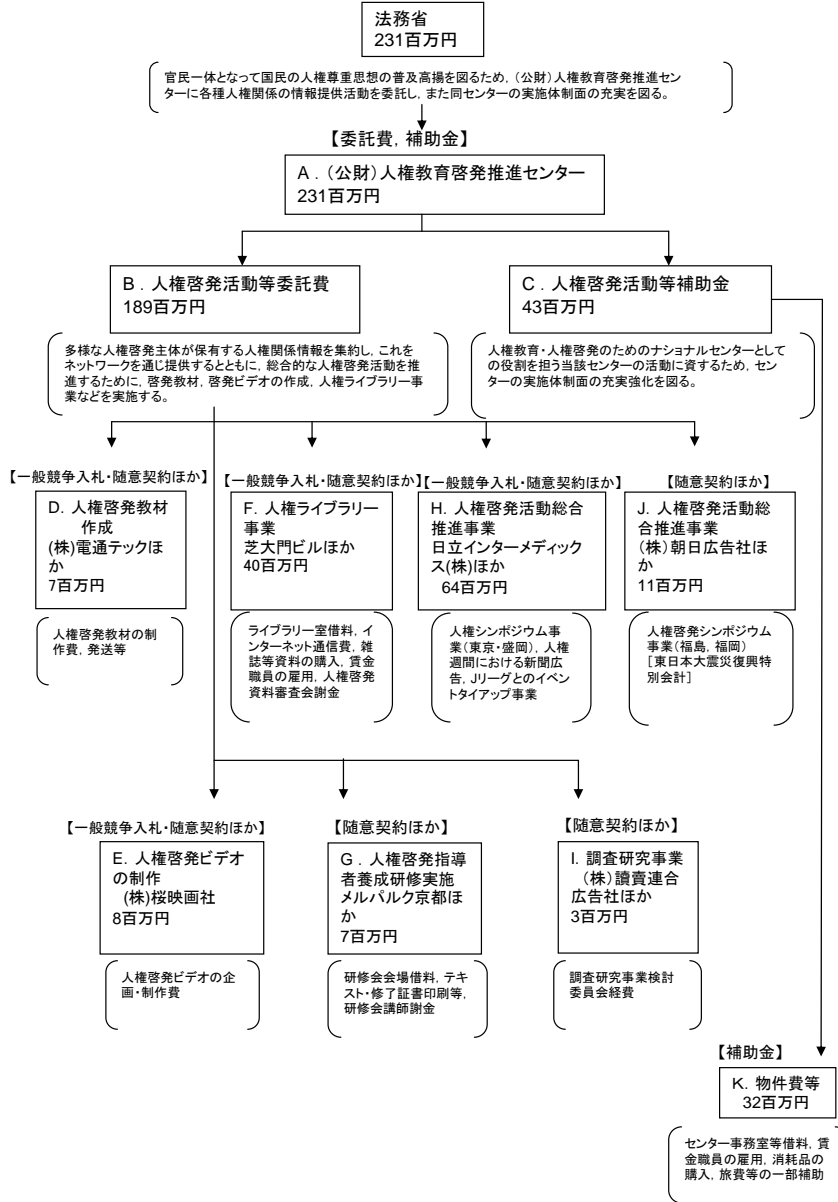 法務省
231百万円
官民一体となって国民の人権尊重思想の普及高揚を図るため，（公財）人権教育啓発推進セン
ターに各種人権関係の情報提供活動を委託し，また同センターの実施体制面の充実を図る。
【委託費，補助金】
A．（公財）人権教育啓発推進センター
231百万円
B．人権啓発活動等委託費
189百万円
C．人権啓発活動等補助金
43百万円
多様な人権啓発主体が保有する人権関係情報を集約し，これを
ネットワークを通じ提供するとともに，総合的な人権啓発活動を推
進するために，啓発教材，啓発ビデオの作成，人権ライブラリー事
業などを実施する。
人権教育・人権啓発のためのナショナルセンターとして
の役割を担う当該センターの活動に資するため，セン
ターの実施体制面の充実強化を図る。
【一般競争入札・随意契約ほか】
D．人権啓発教材
作成
(株)電通テックほ
か
7百万円
人権啓発教材の制
作費，発送等
【一般競争入札・随意契約ほか】
F．人権ライブラリー
事業
芝大門ビルほか
40百万円
ライブラリー室借料，イ
ンターネット通信費，雑
誌等資料の購入，賃金
職員の雇用，人権啓発
資料審査会謝金
【一般競争入札・随意契約ほか】
H．人権啓発活動総合
推進事業
日立インターメディック
ス(株)ほか
64百万円
人権シンポジウム事
業（東京・盛岡），人権
週間における新聞広
告，Jリーグとのイベン
トタイアップ事業
【随意契約ほか】
J．人権啓発活動総
合推進事業
（株）朝日広告社ほ
か
11百万円
人権啓発シンポジウム
事業（福島，福岡）
［東日本大震災復興特
別会計］
【一般競争入札・随意契約ほか】
E．人権啓発ビデオ
の制作
(株)桜映画社
8百万円
人権啓発ビデオの企
画・制作費
【随意契約ほか】
G．人権啓発指導
者養成研修実施
メルパルク京都ほ
か
7百万円
研修会会場借料，テキ
スト・修了証書印刷等，
研修会講師謝金
【随意契約ほか】
I．調査研究事業
（株）讀賣連合
広告社ほか
3百万円
調査研究事業検討
委員会経費
【補助金】
K．物件費等
32百万円
センター事務室等借料，賃
金職員の雇用，消耗品の
購入，旅費等の一部補助